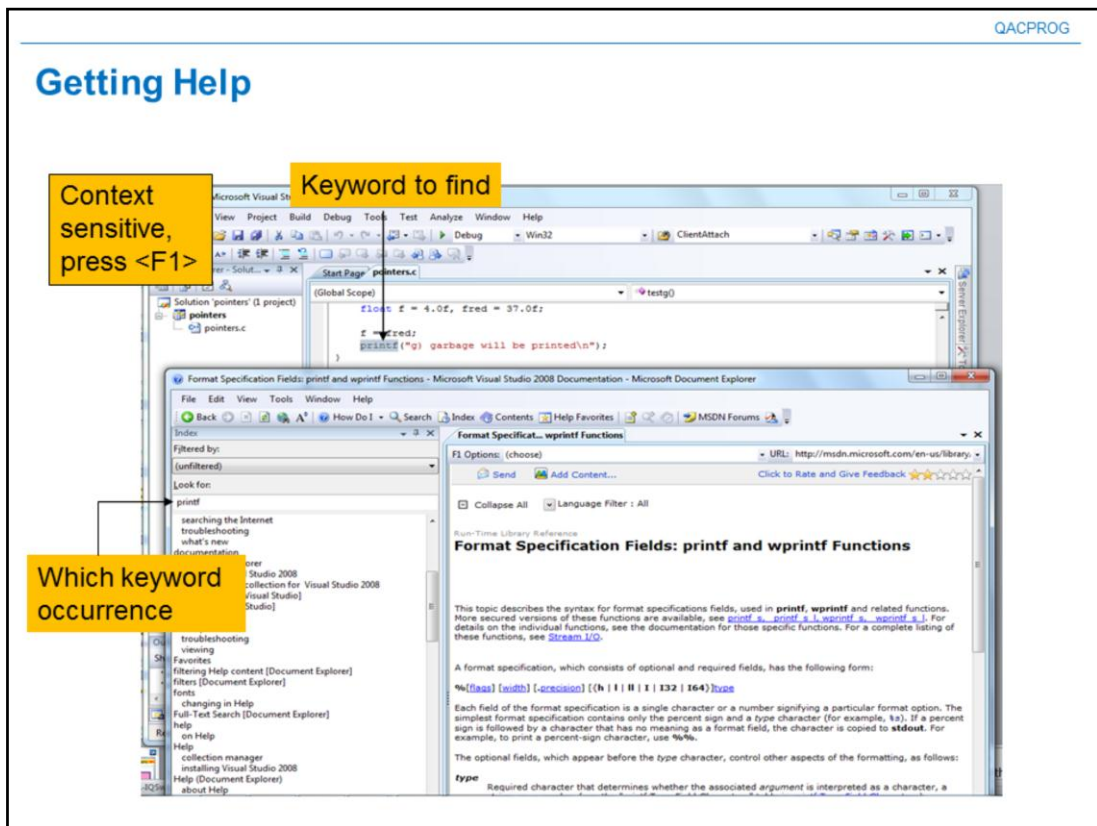 QACPROG
Getting Help
Context
sensitive,
press <F1>
Keyword to find
Microsoft Visual
View Project Build Debug Tools Test Analyze Window Help
Debug Win32 ClientAttach
Start Page pointers.c
Server Explorer
Solution 'pointers' (1 project)
pointers
pointers.c
(Global Scope) testg()
float f = 4.0f, fred = 37.0f;
f = fred;
printf("g) garbage will be printed\n");
}
Format Specification Fields: printf and wprintf Functions - Microsoft Visual Studio 2008 Documentation - Microsoft Document Explorer
File Edit View Tools Window Help
Back How Do I Search Index Contents Help Favorites MSDN Forums
Index
Filtered by:
(unfiltered)
Look for:
printf
searching the Internet
troubleshooting
what's new
documentation
Visual Studio 2008
collection for Visual Studio 2008
Which keyword
occurrence
troubleshooting
viewing
Favorites
filtering Help content [Document Explorer]
filters [Document Explorer]
fonts
changing in Help
Full-Text Search [Document Explorer]
help
on Help
Help
collection manager
installing Visual Studio 2008
Help (Document Explorer)
about Help
Format Specificat... wprintf Functions
F1 Options: (choose) URL: http://msdn.microsoft.com/en-us/library.
Send Add Content... Click to Rate and Give Feedback
Collapse All Language Filter : All
Run-Time Library Reference
Format Specification Fields: printf and wprintf Functions
This topic describes the syntax for format specifications fields, used in printf, wprintf and related functions.
More secured versions of these functions are available, see printf_s, _printf_s_l, wprintf_s, _wprintf_s_l. For
details on the individual functions, see the documentation for those specific functions. For a complete listing of
these functions, see Stream I/O.
A format specification, which consists of optional and required fields, has the following form:
%[flags] [width] [.precision] [{h | l | ll | I | I32 | I64}]type
Each field of the format specification is a single character or a number signifying a particular format option. The
simplest format specification contains only the percent sign and a type character (for example, %s). If a percent
sign is followed by a character that has no meaning as a format field, the character is copied to stdout. For
example, to print a percent-sign character, use %%.
The optional fields, which appear before the type character, control other aspects of the formatting, as follows:
type
Required character that determines whether the associated argument is interpreted as a character, a